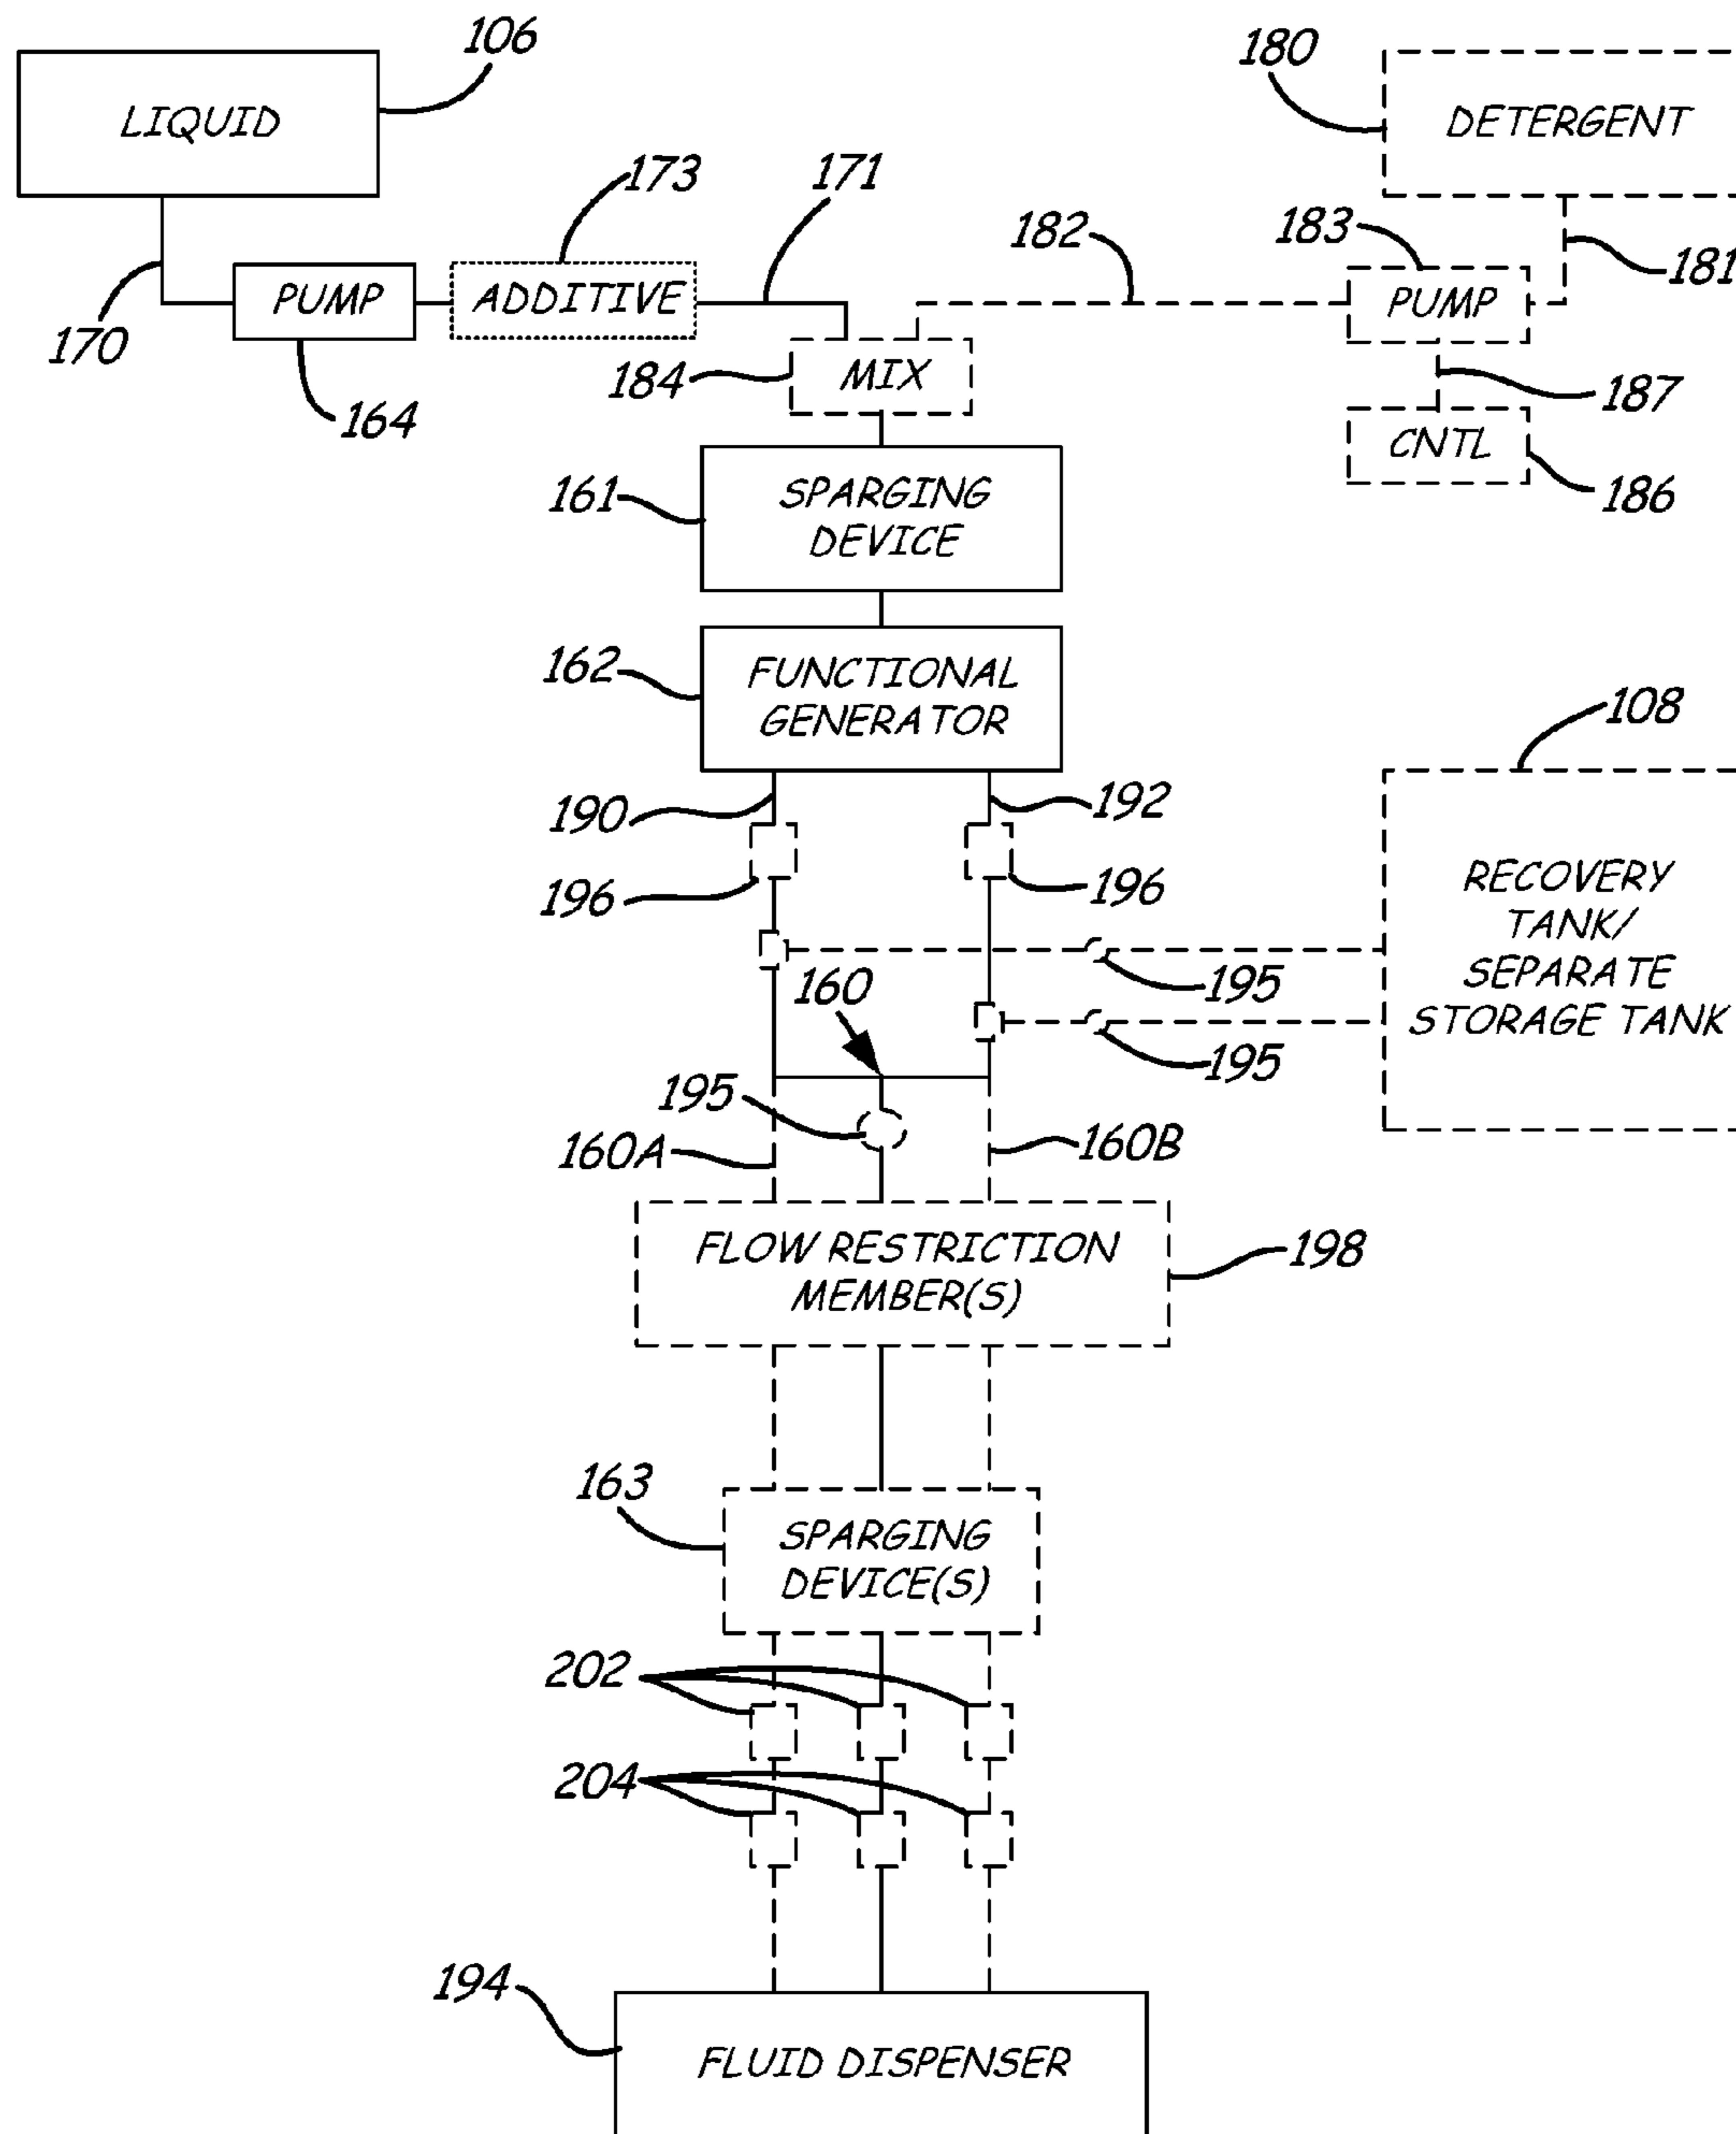 106
180
LIQUID
DETERGENT
173
171
182
183
181
PUMP
ADDITIVE
PUMP
170
184
MIX
187
164
CNTL
186
161
SPARGING
DEVICE
162
FUNCTIONAL
GENERATOR
108
190
192
196
196
RECOVERY
TANK/
SEPARATE
STORAGE TANK
160
195
195
195
160A
160B
FLOW RESTRICTION
MEMBER(S)
198
163
SPARGING
DEVICE(S)
202
204
194
FLUID DISPENSER